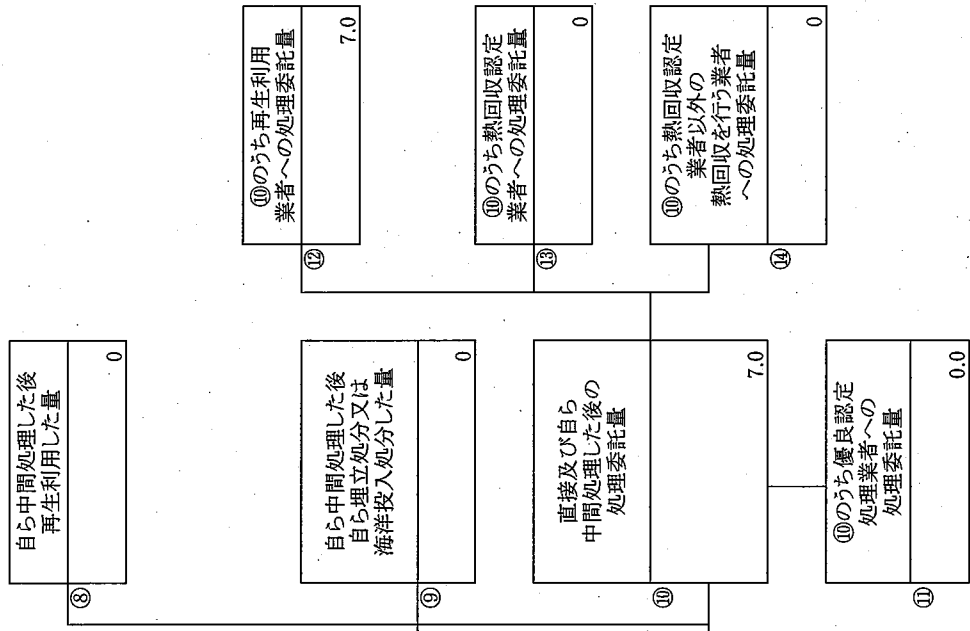 ⑧
自ら中間処理した後
再生利用した量
0
⑨
自ら中間処理した後
自ら埋立処分又は
海洋投入処分した量
0
⑩
直接及び自ら
中間処理した後の
処理委託量
7.0
⑪
⑩のうち優良認定
処理業者への
処理委託量
0.0
⑫
⑩のうち再生利用
業者への処理委託量
7.0
⑬
⑩のうち熱回収認定
業者への処理委託量
0
⑭
⑩のうち熱回収認定
業者以外の
熱回収を行う業者
への処理委託量
0